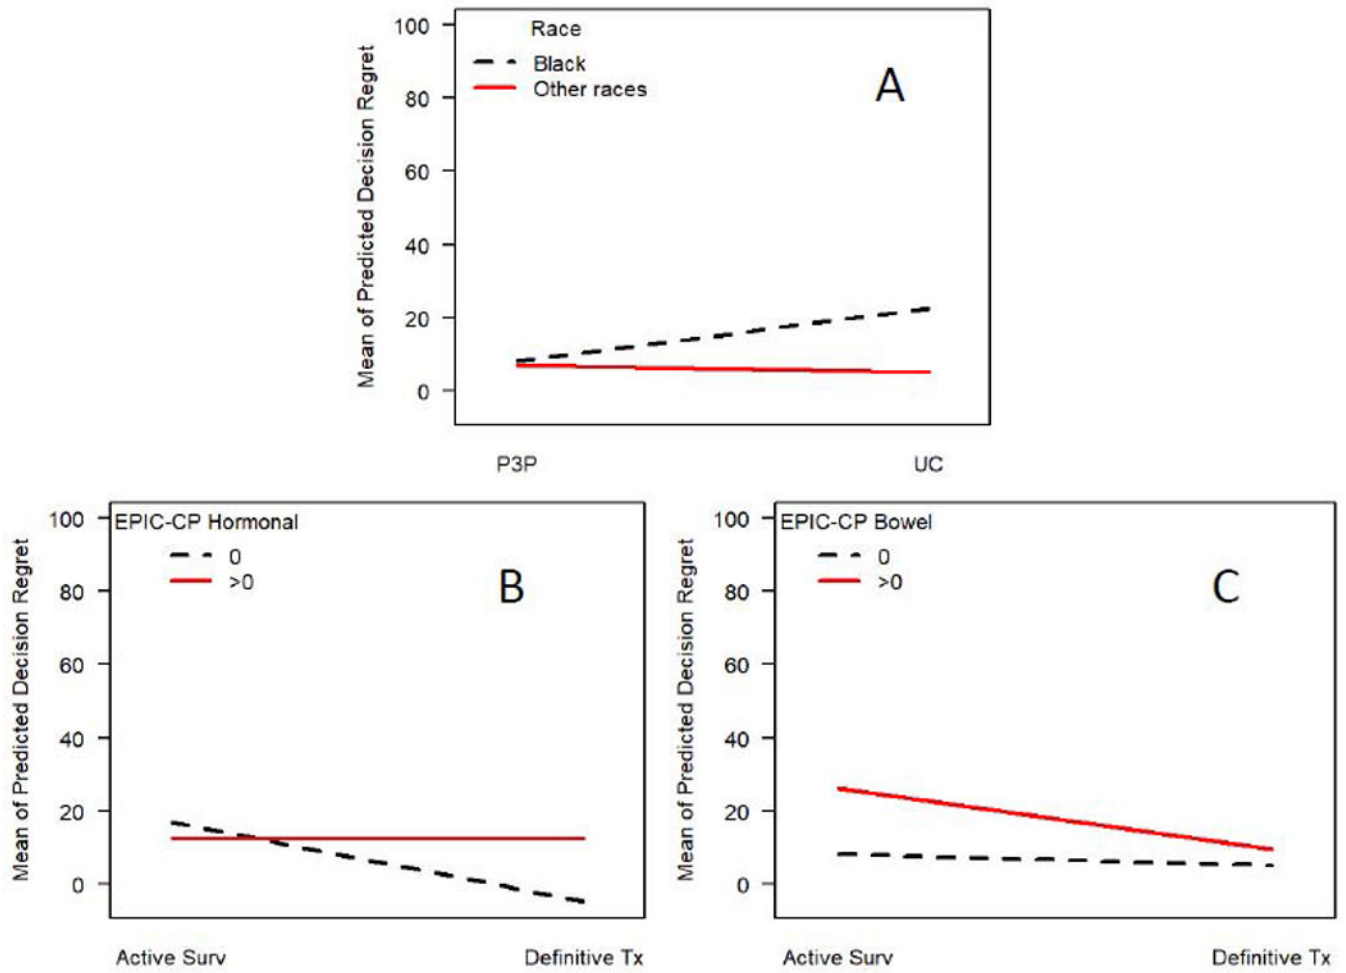 Mean of Predicted Decision Regret
100
80
60
40
20
0
Race
Black
Other races
A
P3P
UC
Mean of Predicted Decision Regret
100
80
60
40
20
0
EPIC-CP Hormonal
0
>0
B
Active Surv
Definitive Tx
Mean of Predicted Decision Regret
100
80
60
40
20
0
EPIC-CP Bowel
0
>0
C
Active Surv
Definitive Tx